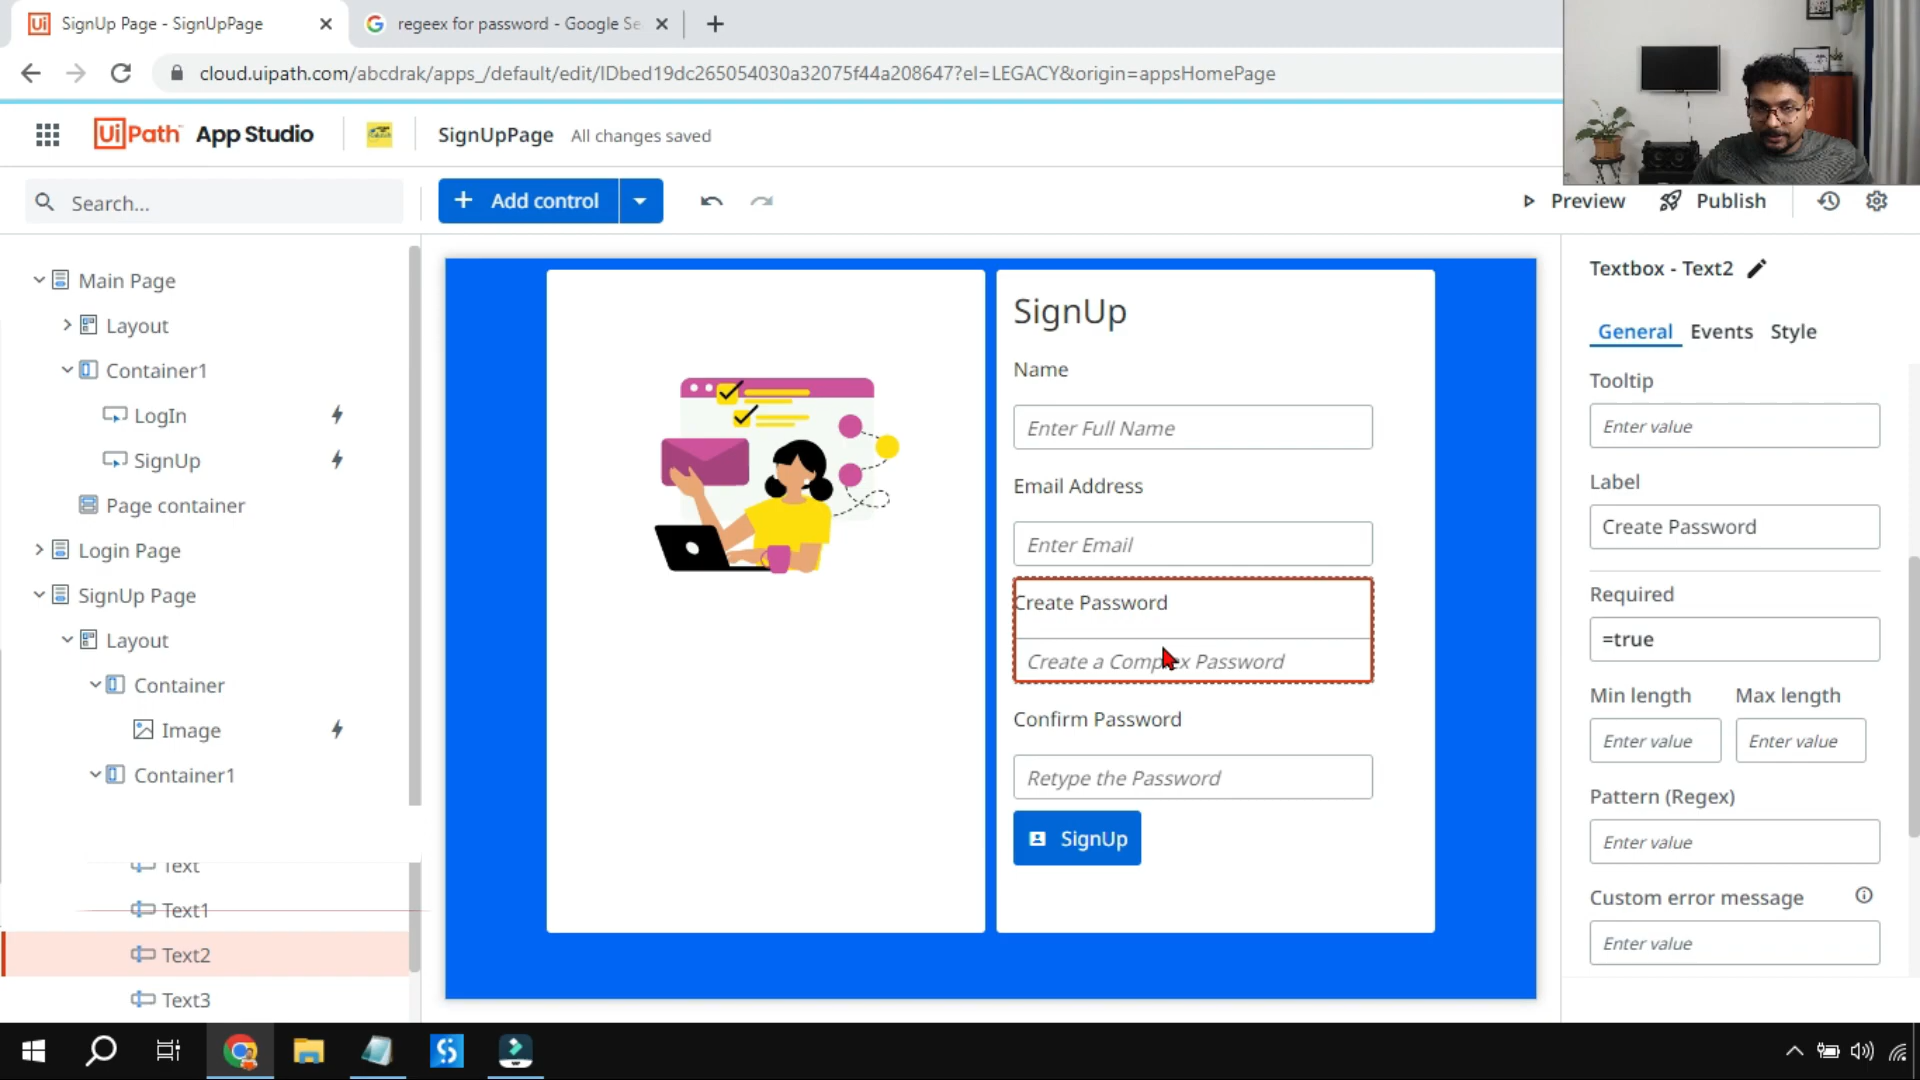 SignUp Page - SignUpPage
regeex for password - Google Se
cloud.uipath.com/abcdrak/apps_/default/edit/IDbed19dc265054030a32075f44a208647?el=LEGACY&origin=appsHomePage
UiPath App Studio
SignUpPage
All changes saved
Search...
Add control
Preview
Publish
Main Page
Layout
Container1
LogIn
SignUp
Page container
Login Page
SignUp Page
Layout
Container
Image
Container1
Text
Text1
Text2
Text3
SignUp
Name
Enter Full Name
Email Address
Enter Email
Create Password
Create a Complex Password
Confirm Password
Retype the Password
SignUp
Textbox - Text2
General Events Style
Tooltip
Enter value
Label
Create Password
Required
=true
Min length Max length
Enter value Enter value
Pattern (Regex)
Enter value
Custom error message
Enter value